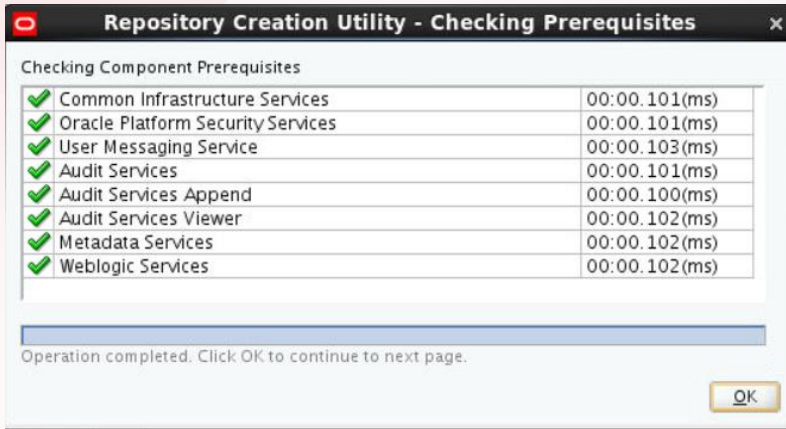 Repository Creation Utility - Checking Prerequisites
Checking Component Prerequisites
Common Infrastructure Services 00:00.101(ms)
Oracle Platform Security Services 00:00.101(ms)
User Messaging Service 00:00.103(ms)
Audit Services 00:00.101(ms)
Audit Services Append 00:00.100(ms)
Audit Services Viewer 00:00.102(ms)
Metadata Services 00:00.102(ms)
Weblogic Services 00:00.102(ms)
Operation completed. Click OK to continue to next page.
OK